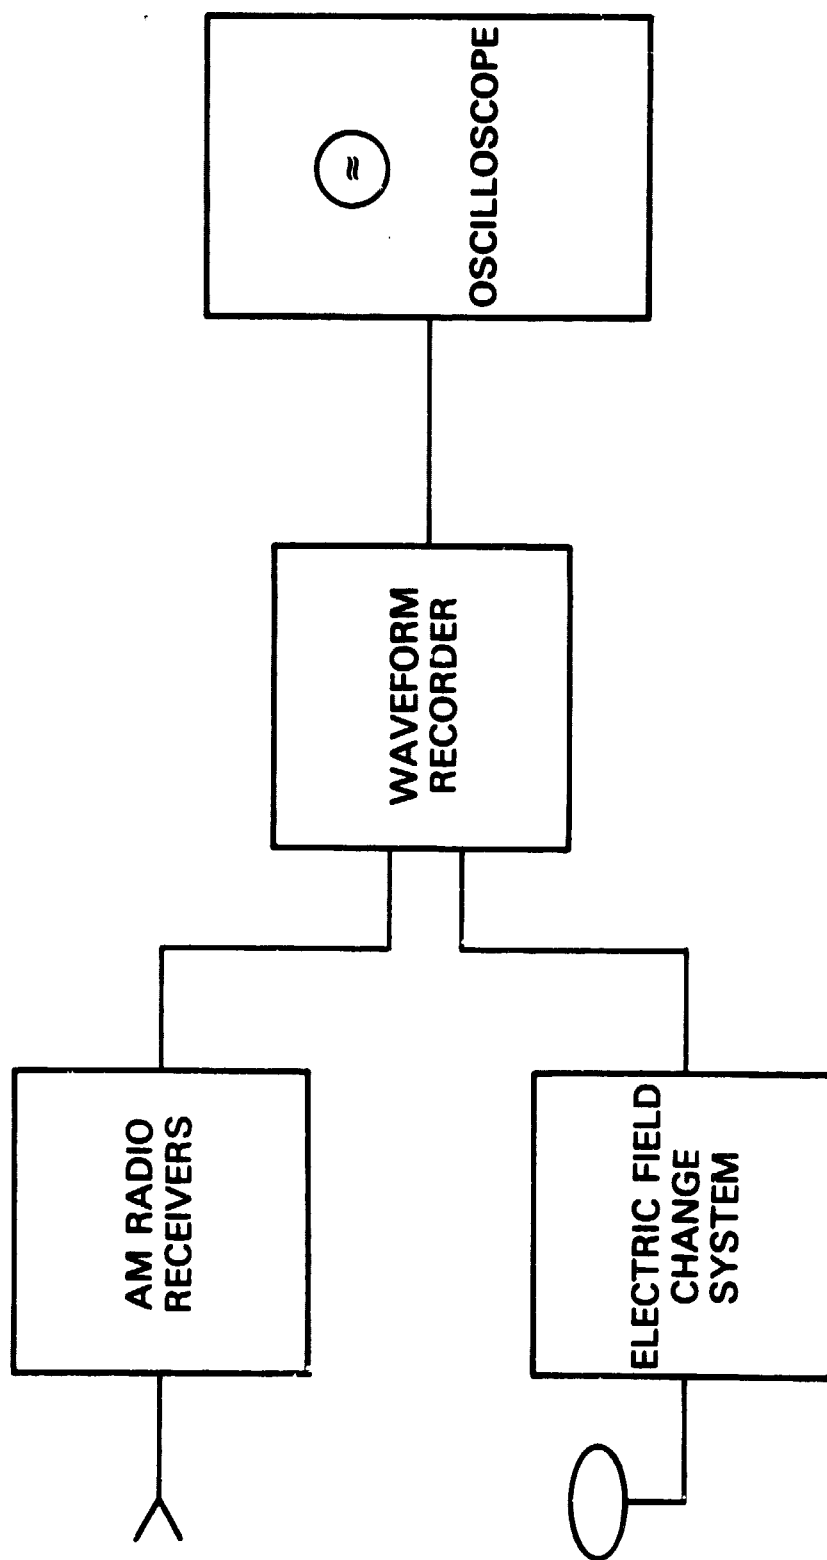 AM RADIO
RECEIVERS
ELECTRIC FIELD
CHANGE
SYSTEM
WAVEFORM
RECORDER
≈
OSCILLOSCOPE